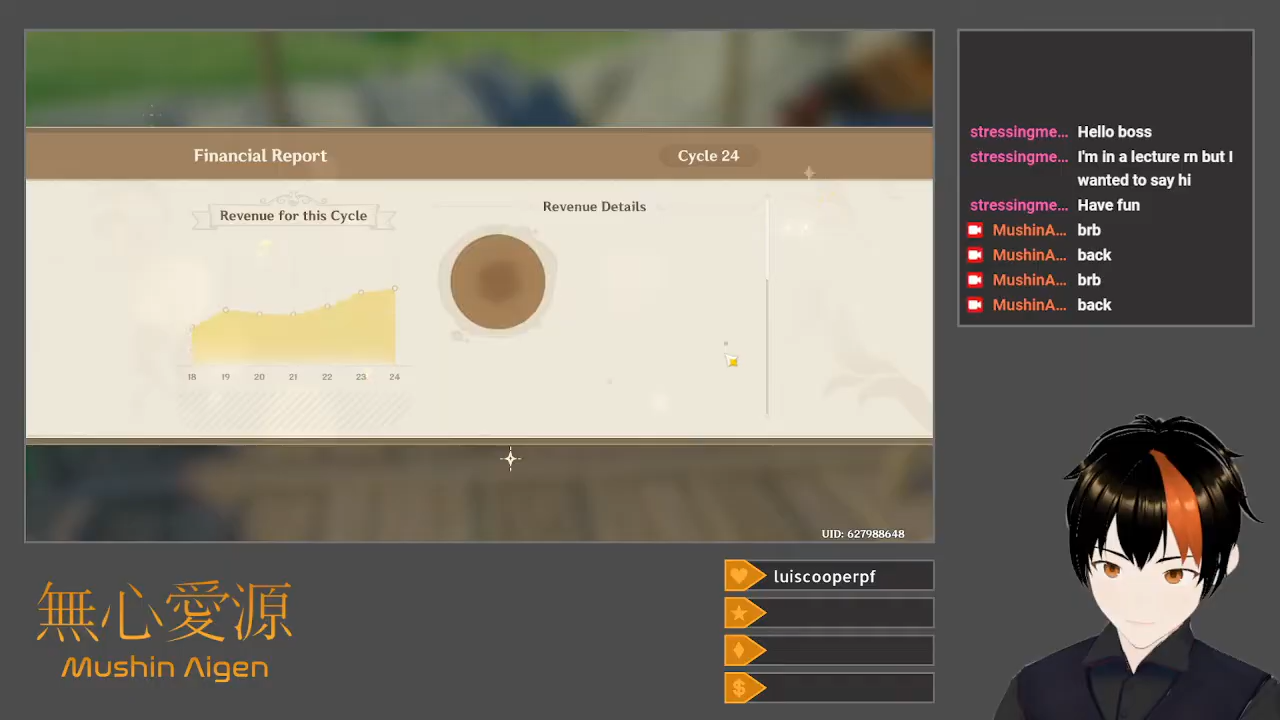 Financial Report
Cycle 24
Revenue for this Cycle
Revenue Details
18 19 20 21 22 23 24
UID: 627988648
stressingme... Hello boss
stressingme... I'm in a lecture rn but I
wanted to say hi
stressingme... Have fun
MushinA... brb
MushinA... back
MushinA... brb
MushinA... back
無心愛源
Mushin Aigen
luiscooperpf
$